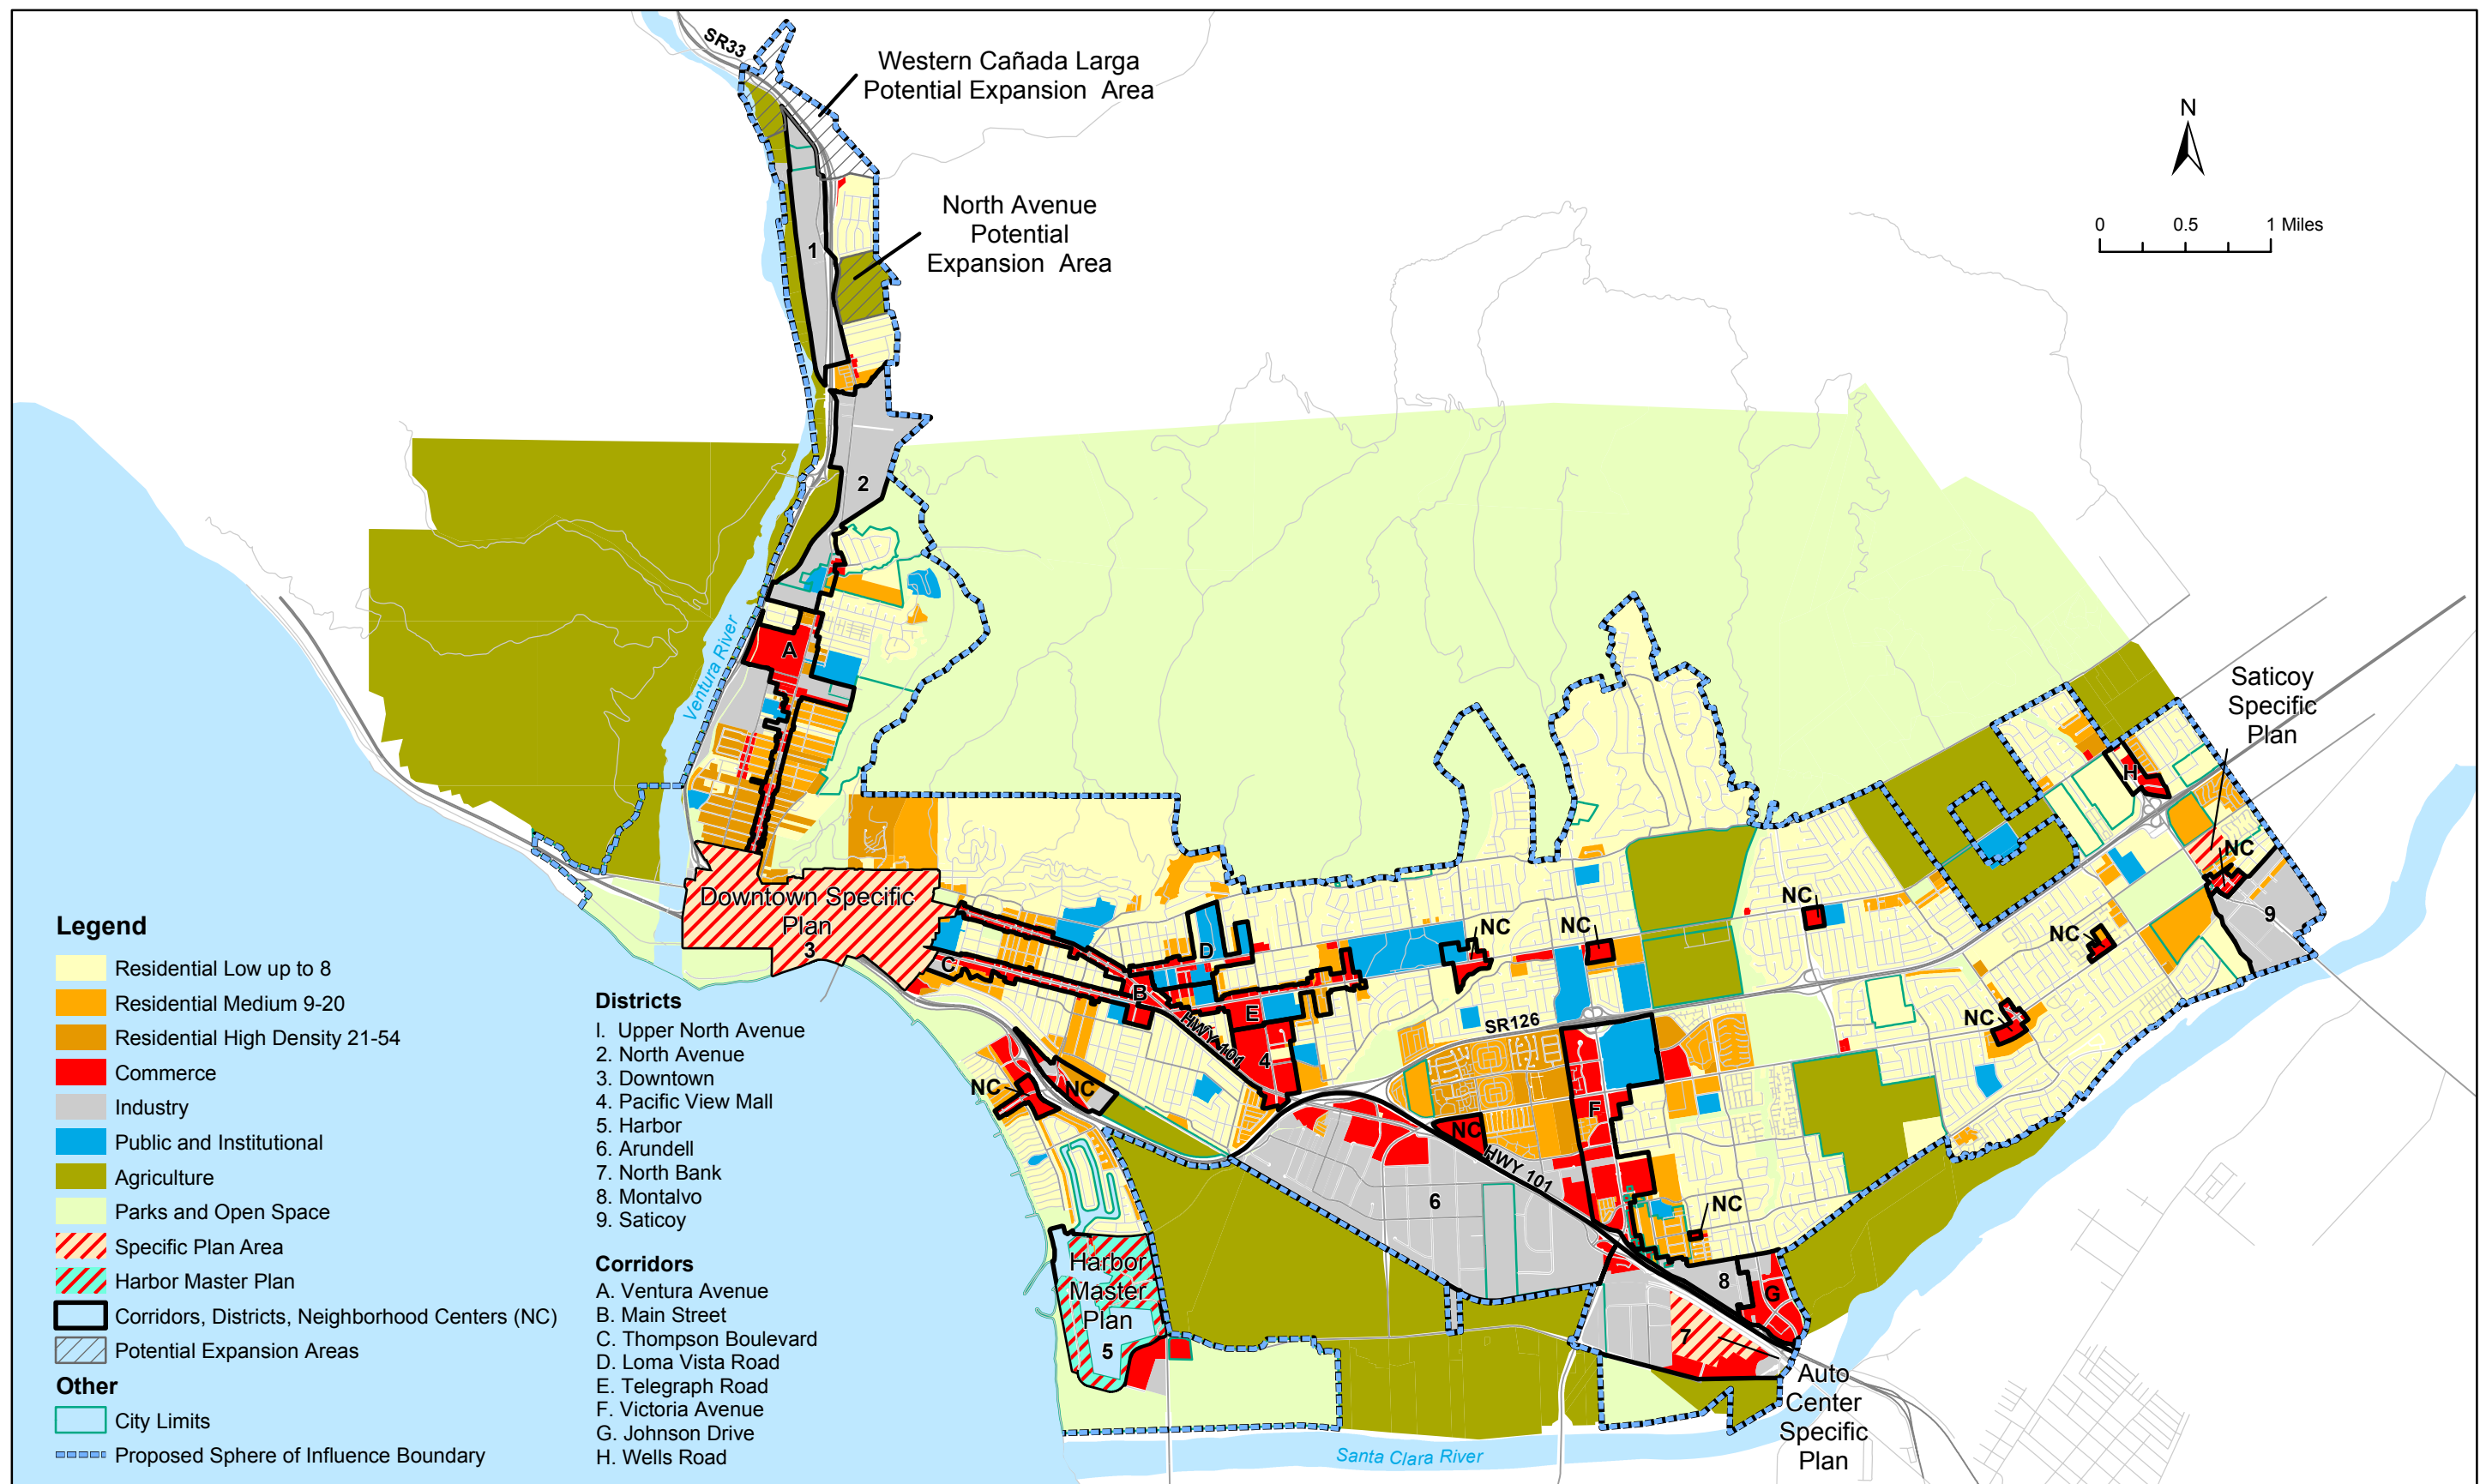 SR33
Western Cañada Larga
Potential Expansion Area
N
0 0.5 1 Miles
North Avenue
Potential
Expansion Area
1
2
A
Ventura River
Saticoy
Specific
Plan
H
NC
9
Downtown Specific
Plan
3
C
B
D
E
4
HWY 101
NC
NC
NC
NC
NC
SR126
NC
NC
NC
F
HWY 101
6
NC
8
G
7
Harbor
Master
Plan
5
Auto
Center
Specific
Plan
Santa Clara River
Legend
Residential Low up to 8
Residential Medium 9-20
Residential High Density 21-54
Commerce
Industry
Public and Institutional
Agriculture
Parks and Open Space
Specific Plan Area
Harbor Master Plan
Corridors, Districts, Neighborhood Centers (NC)
Potential Expansion Areas
Other
City Limits
Proposed Sphere of Influence Boundary
Districts
I. Upper North Avenue
2. North Avenue
3. Downtown
4. Pacific View Mall
5. Harbor
6. Arundell
7. North Bank
8. Montalvo
9. Saticoy
Corridors
A. Ventura Avenue
B. Main Street
C. Thompson Boulevard
D. Loma Vista Road
E. Telegraph Road
F. Victoria Avenue
G. Johnson Drive
H. Wells Road